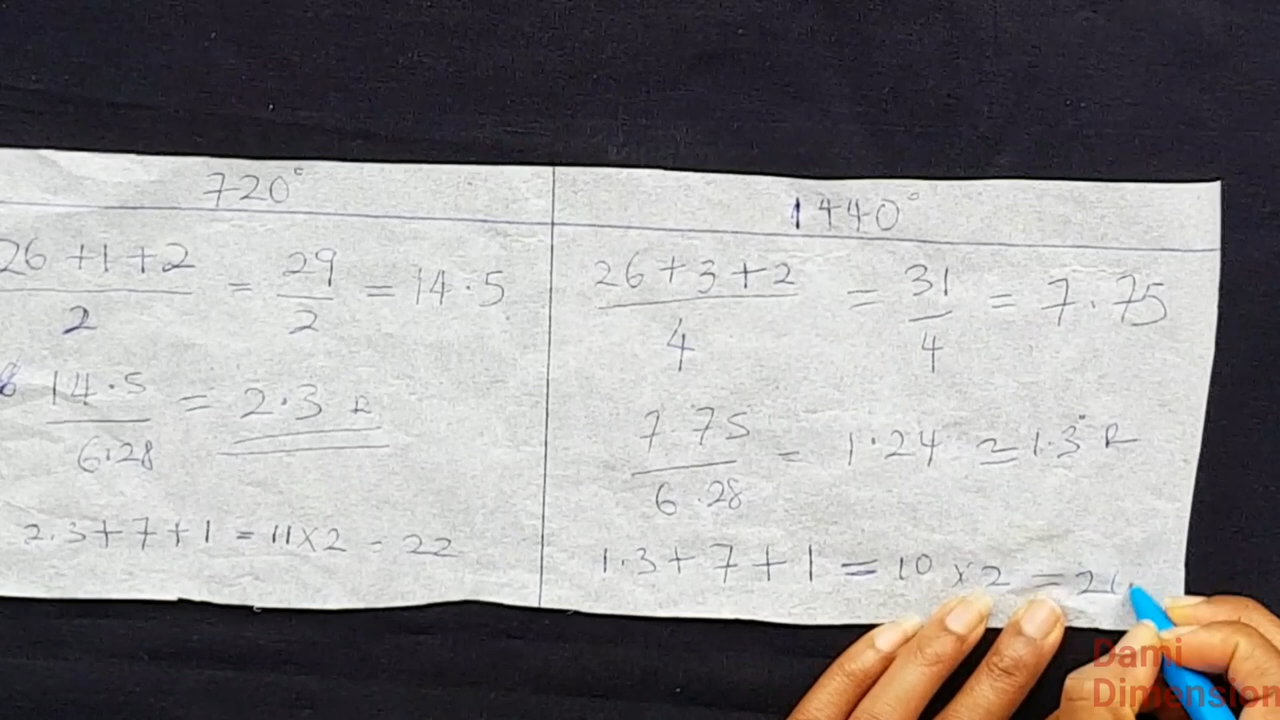 720°
26 + 1 + 2 / 2 = 29 / 2 = 14.5
14.5 / 6.28 = 2.3 R
2.3 + 7 + 1 = 11 x 2 = 22
1440°
26 + 3 + 2 / 4 = 31 / 4 = 7.75
7.75 / 6.28 = 1.24 ≃ 1.3 R
1.3 + 7 + 1 = 10 x 2 =
Dami
Dimension